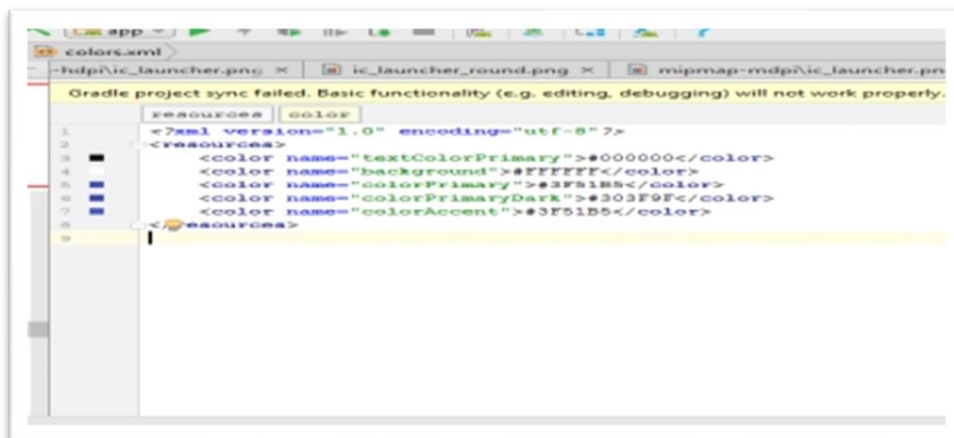 app
colors.xml
-hdpi\ic_launcher.png × ic_launcher_round.png × mipmap-mdpi\ic_launcher.pn
Gradle project sync failed. Basic functionality (e.g. editing, debugging) will not work properly.
resources color
1 <?xml version="1.0" encoding="utf-8"?>
2 <resources>
3 <color name="textColorPrimary">#000000</color>
4 <color name="background">#FFFFFF</color>
5 <color name="colorPrimary">#3F51B5</color>
6 <color name="colorPrimaryDark">#303F9F</color>
7 <color name="colorAccent">#3F51B5</color>
8 </resources>
9